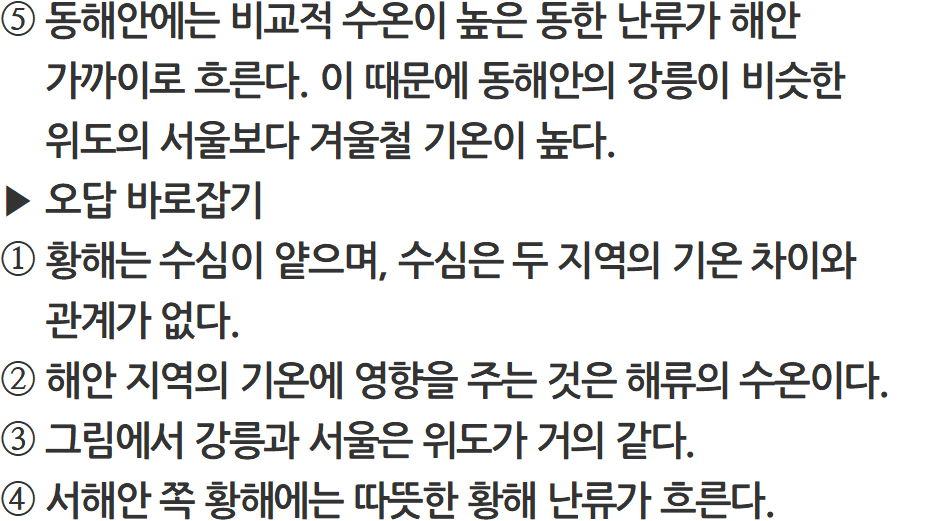 ⑤ 동해안에는 비교적 수온이 높은 동한 난류가 해안
가까이로 흐른다. 이 때문에 동해안의 강릉이 비슷한
위도의 서울보다 겨울철 기온이 높다.
▶ 오답 바로잡기
① 황해는 수심이 얕으며, 수심은 두 지역의 기온 차이와
관계가 없다.
② 해안 지역의 기온에 영향을 주는 것은 해류의 수온이다.
③ 그림에서 강릉과 서울은 위도가 거의 같다.
④ 서해안 쪽 황해에는 따뜻한 황해 난류가 흐른다.